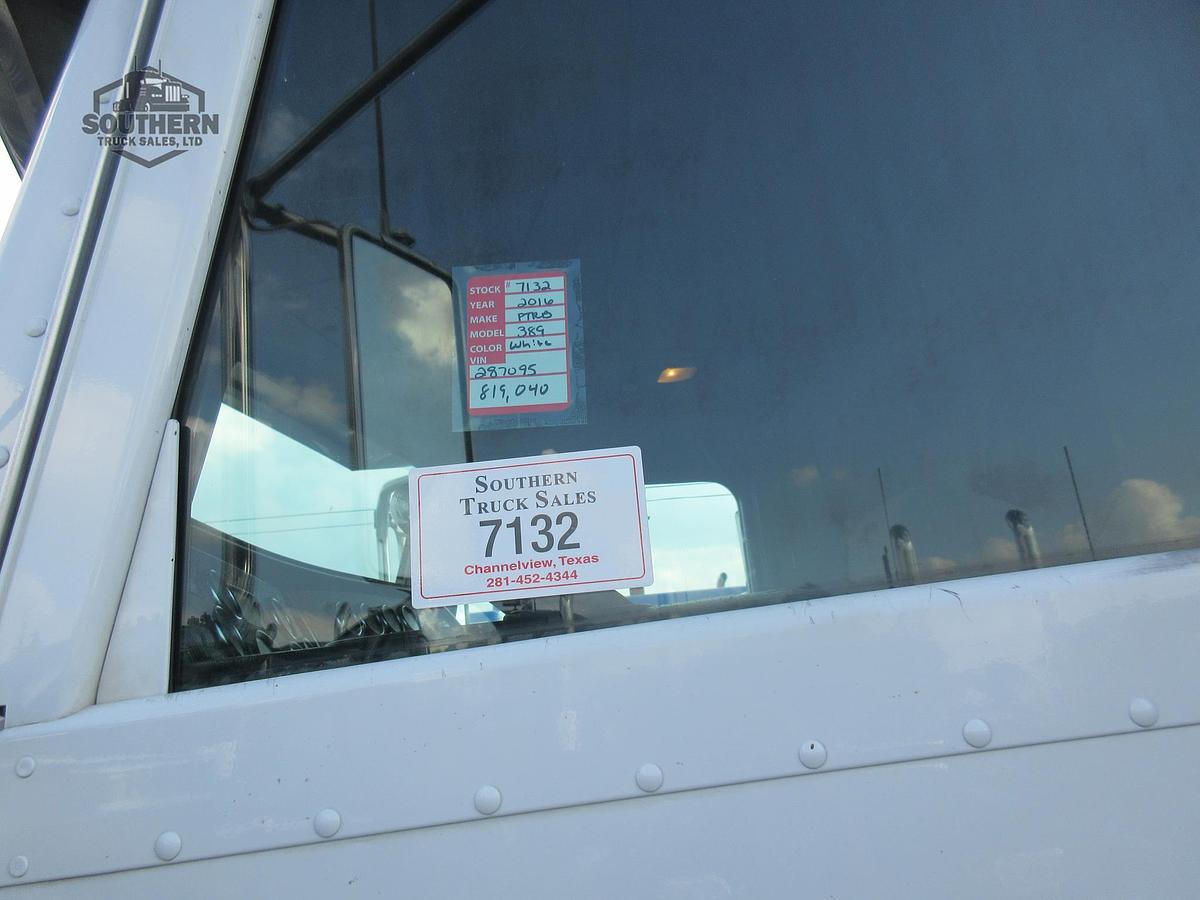 SOUTHERN
TRUCK SALES, LTD
STOCK # 7132
YEAR 2016
MAKE PTRB
MODEL 389
COLOR White
VIN
287095
819,040
SOUTHERN
TRUCK SALES
7132
Channelview, Texas
281-452-4344